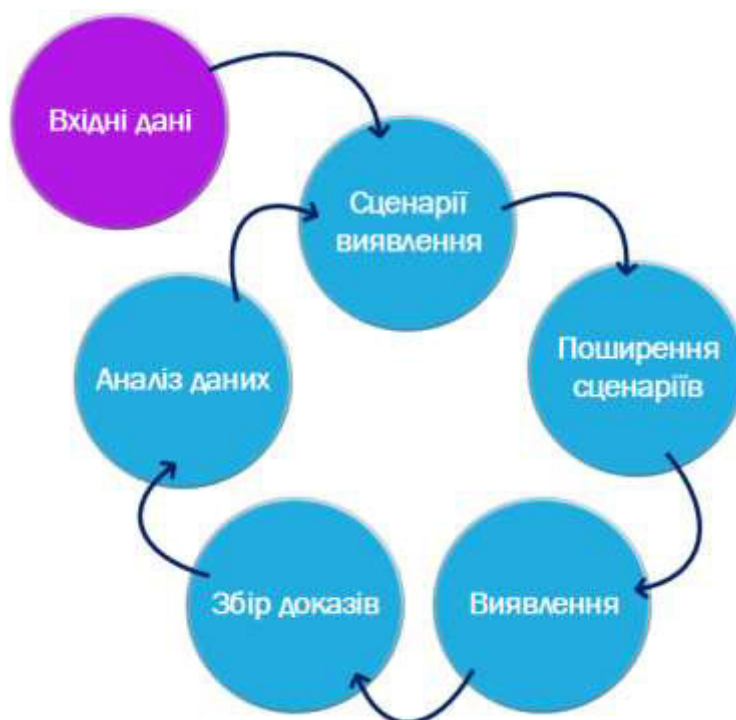 Вхідні дані
Сценарії
виявлення
Поширення
сценаріїв
Виявлення
Збір доказів
Аналіз даних